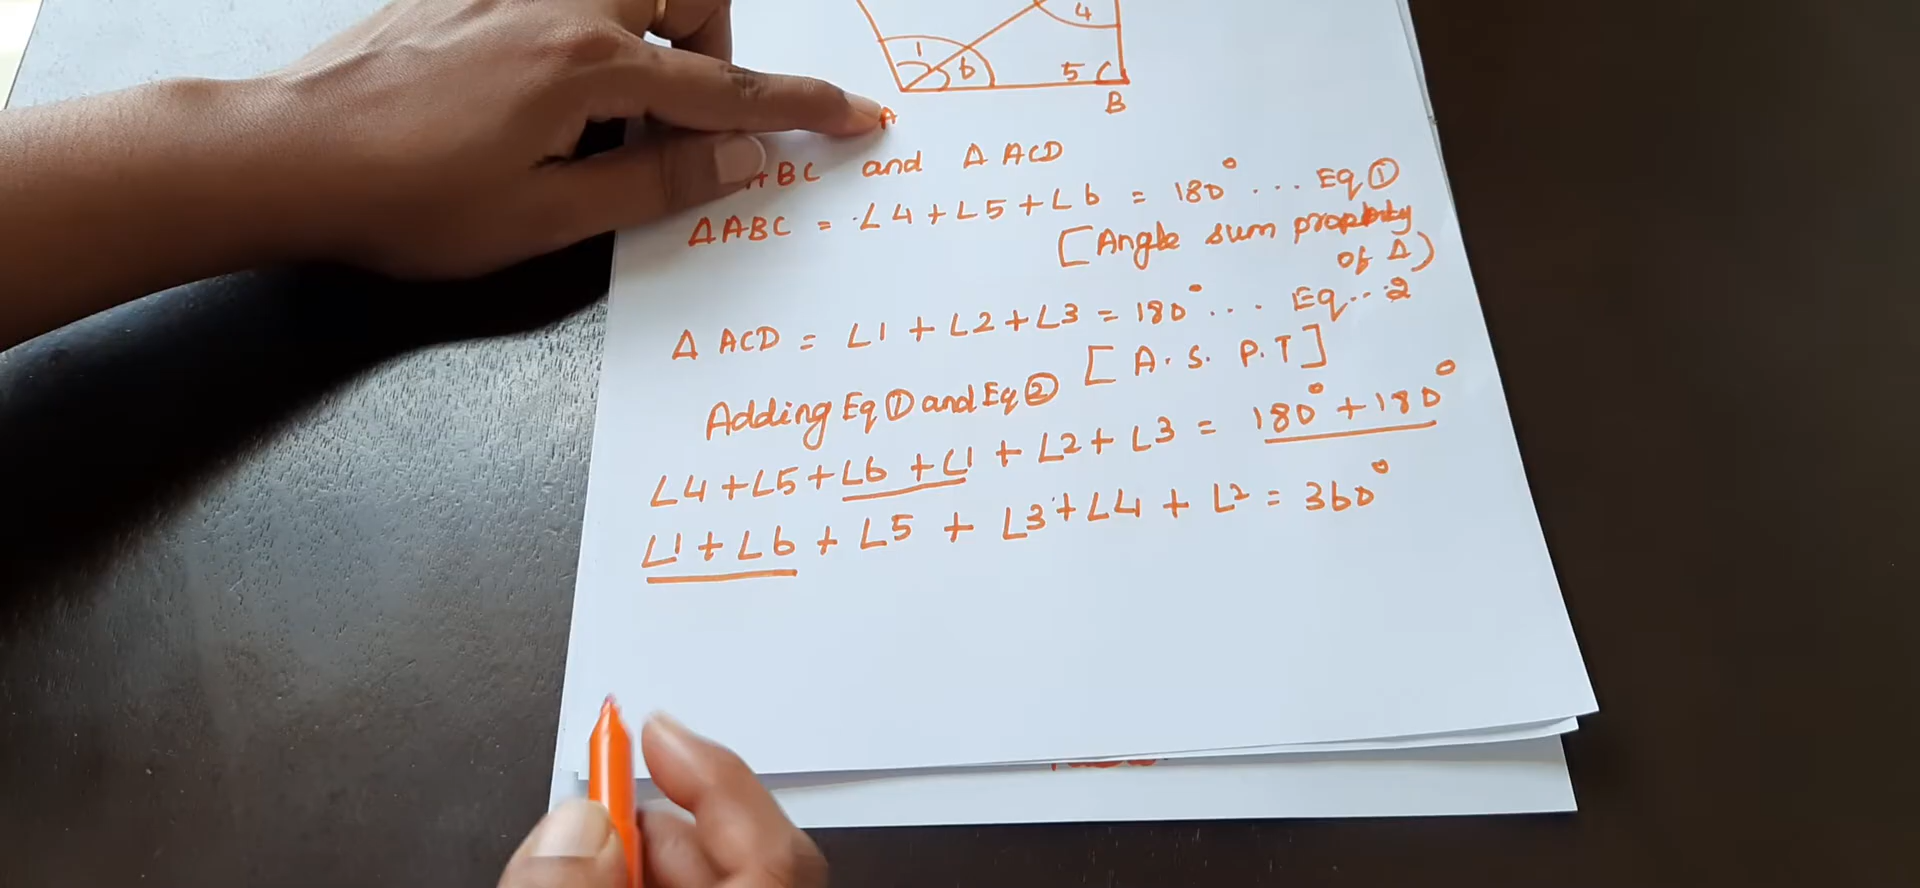 4
1 6 5
A B
ABC and Δ ACD
ΔABC = ∠4+∠5+∠6 = 180° ... Eq ①
[Angle sum property
of Δ)
Δ ACD = ∠1 + ∠2+∠3 = 180° ... Eq...2
[A.S.P.T]
Adding Eq ① and Eq ②
∠4+∠5+∠6+∠1 + ∠2+∠3 = 180°+180°
∠1+∠6 + ∠5 + ∠3+∠4 + ∠2 = 360°